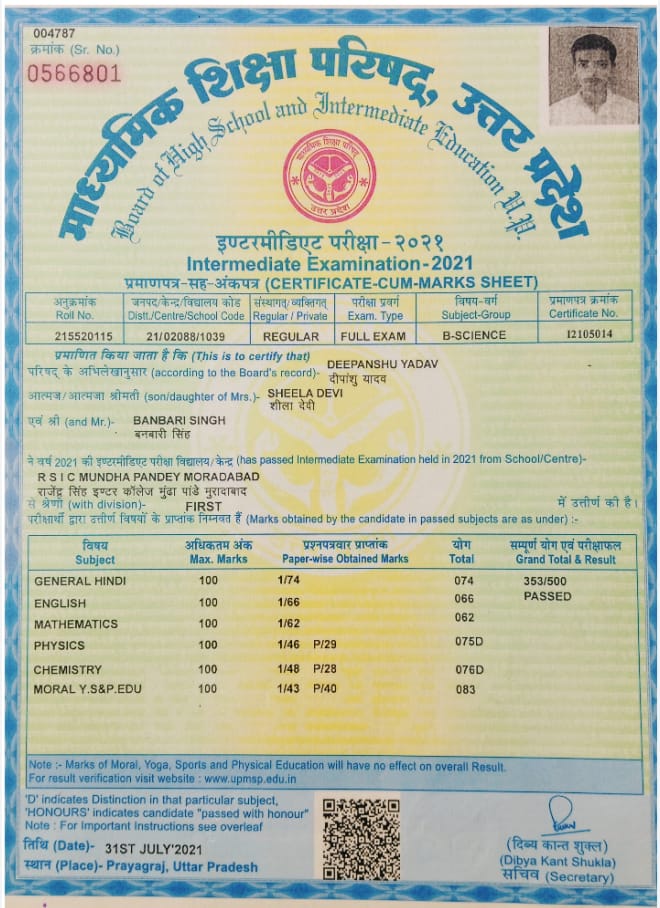 004787
क्रमांक (Sr. No.)
0566801
माध्यमिक शिक्षा परिषद्, उत्तर प्रदेश
Board of High School and Intermediate Education U.P.
माध्यमिक शिक्षा परिषद्
उत्तर प्रदेश
इण्टरमीडिएट परीक्षा-२०२१
Intermediate Examination-2021
प्रमाणपत्र-सह-अंकपत्र (CERTIFICATE-CUM-MARKS SHEET)
अनुक्रमांक जनपद/केन्द्र/विद्यालय कोड संस्थागत/व्यक्तिगत परीक्षा प्रवर्ग विषय-वर्ग प्रमाणपत्र क्रमांक
Roll No. Distt./Centre/School Code Regular / Private Exam. Type Subject-Group Certificate No.
215520115 21/02088/1039 REGULAR FULL EXAM B-SCIENCE I2105014
प्रमाणित किया जाता है कि (This is to certify that)
परिषद् के अभिलेखानुसार (according to the Board's record)- DEEPANSHU YADAV
दीपांशु यादव
आत्मज/आत्मजा श्रीमती (son/daughter of Mrs.)- SHEELA DEVI
शीला देवी
एवं श्री (and Mr.)- BANBARI SINGH
बनबारी सिंह
ने वर्ष 2021 की इण्टरमीडिएट परीक्षा विद्यालय/केन्द्र (has passed Intermediate Examination held in 2021 from School/Centre)-
R S I C MUNDHA PANDEY MORADABAD
राजेंद्र सिंह इण्टर कॉलेज मुंढा पांडे मुरादाबाद
से श्रेणी (with division)- FIRST में उत्तीर्ण की है।
परीक्षार्थी द्वारा उत्तीर्ण विषयों के प्राप्तांक निम्नवत हैं (Marks obtained by the candidate in passed subjects are as under) :-
विषय अधिकतम अंक प्रश्नपत्रवार प्राप्तांक योग सम्पूर्ण योग एवं परीक्षाफल
Subject Max. Marks Paper-wise Obtained Marks Total Grand Total & Result
GENERAL HINDI 100 1/74 074 353/500
ENGLISH 100 1/66 066 PASSED
MATHEMATICS 100 1/62 062
PHYSICS 100 1/46 P/29 075D
CHEMISTRY 100 1/48 P/28 076D
MORAL Y.S&P.EDU 100 1/43 P/40 083
Note :- Marks of Moral, Yoga, Sports and Physical Education will have no effect on overall Result.
For result verification visit website : www.upmsp.edu.in
'D' indicates Distinction in that particular subject,
'HONOURS' indicates candidate "passed with honour"
Note : For Important Instructions see overleaf
तिथि (Date)- 31ST JULY'2021
स्थान (Place)- Prayagraj, Uttar Pradesh
(दिब्य कान्त शुक्ल)
(Dibya Kant Shukla)
सचिव (Secretary)